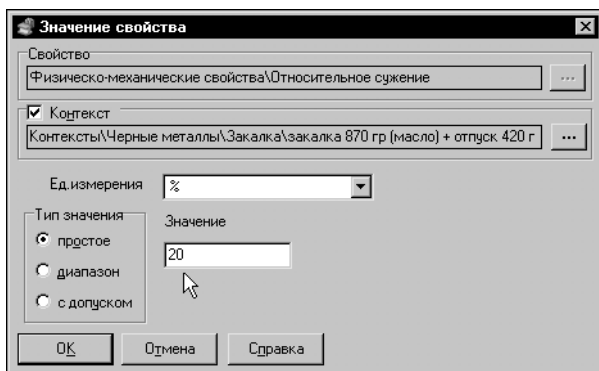 Значение свойства
Свойство
Физическо-механические свойства\Относительное сужение
...
Контекст
Контексты\Черные металлы\Закалка\закалка 870 гр (масло) + отпуск 420 г
...
Ед.измерения
%
Тип значения
Значение
простое
20
диапазон
с допуском
OK
Отмена
Справка